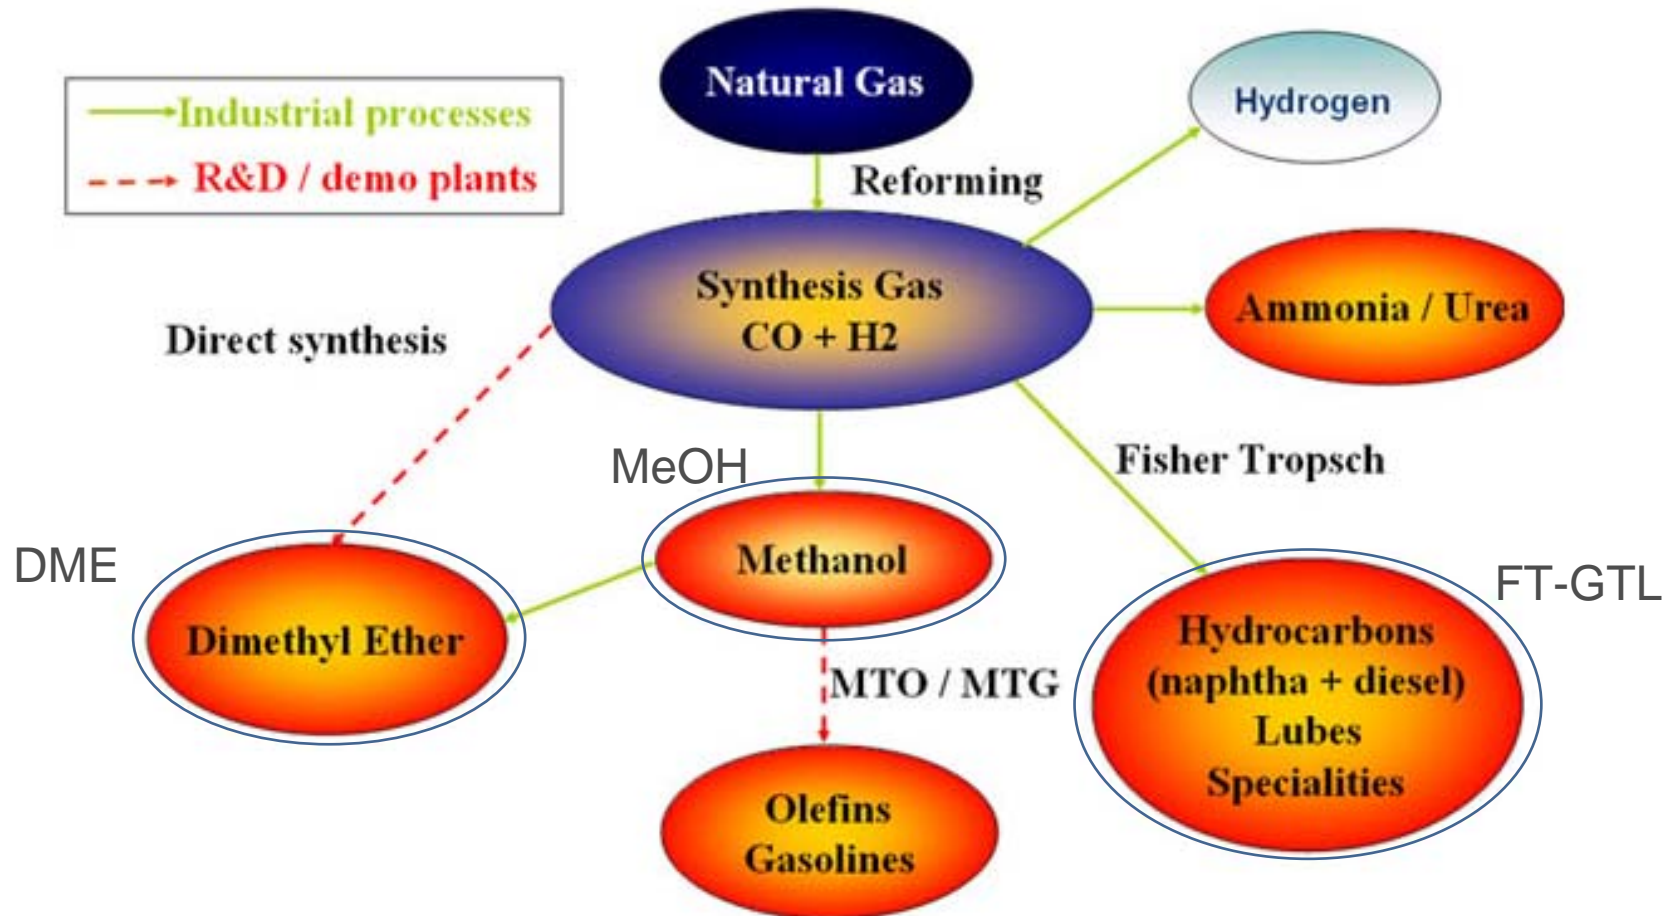 Natural Gas
Hydrogen
Industrial processes
R&D / demo plants
Reforming
Synthesis Gas
CO + H2
Ammonia / Urea
Direct synthesis
MeOH
Fisher Tropsch
DME
Methanol
FT-GTL
Dimethyl Ether
Hydrocarbons
(naphtha + diesel)
Lubes
Specialities
MTO / MTG
Olefins
Gasolines